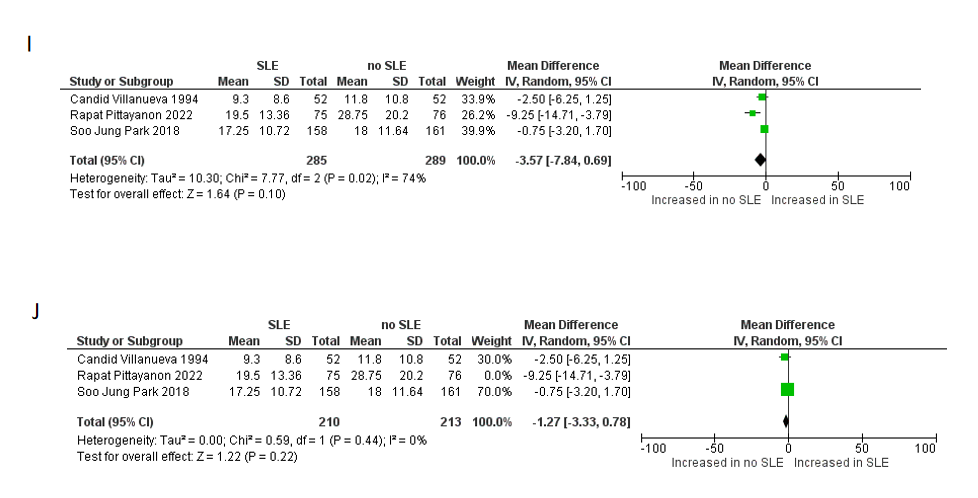 I
SLE no SLE Mean Difference Mean Difference
Study or Subgroup Mean SD Total Mean SD Total Weight IV, Random, 95% CI IV, Random, 95% CI
Candid Villanueva 1994 9.3 8.6 52 11.8 10.8 52 33.9% -2.50 [-6.25, 1.25]
Rapat Pittayanon 2022 19.5 13.36 75 28.75 20.2 76 26.2% -9.25 [-14.71, -3.79]
Soo Jung Park 2018 17.25 10.72 158 18 11.64 161 39.9% -0.75 [-3.20, 1.70]
Total (95% CI) 285 289 100.0% -3.57 [-7.84, 0.69]
Heterogeneity: Tau² = 10.30; Chi² = 7.77, df = 2 (P = 0.02); I² = 74%
Test for overall effect: Z = 1.64 (P = 0.10)
-100 -50 0 50 100
Increased in no SLE Increased in SLE
J
SLE no SLE Mean Difference Mean Difference
Study or Subgroup Mean SD Total Mean SD Total Weight IV, Random, 95% CI IV, Random, 95% CI
Candid Villanueva 1994 9.3 8.6 52 11.8 10.8 52 30.0% -2.50 [-6.25, 1.25]
Rapat Pittayanon 2022 19.5 13.36 75 28.75 20.2 76 0.0% -9.25 [-14.71, -3.79]
Soo Jung Park 2018 17.25 10.72 158 18 11.64 161 70.0% -0.75 [-3.20, 1.70]
Total (95% CI) 210 213 100.0% -1.27 [-3.33, 0.78]
Heterogeneity: Tau² = 0.00; Chi² = 0.59, df = 1 (P = 0.44); I² = 0%
Test for overall effect: Z = 1.22 (P = 0.22)
-100 -50 0 50 100
Increased in no SLE Increased in SLE